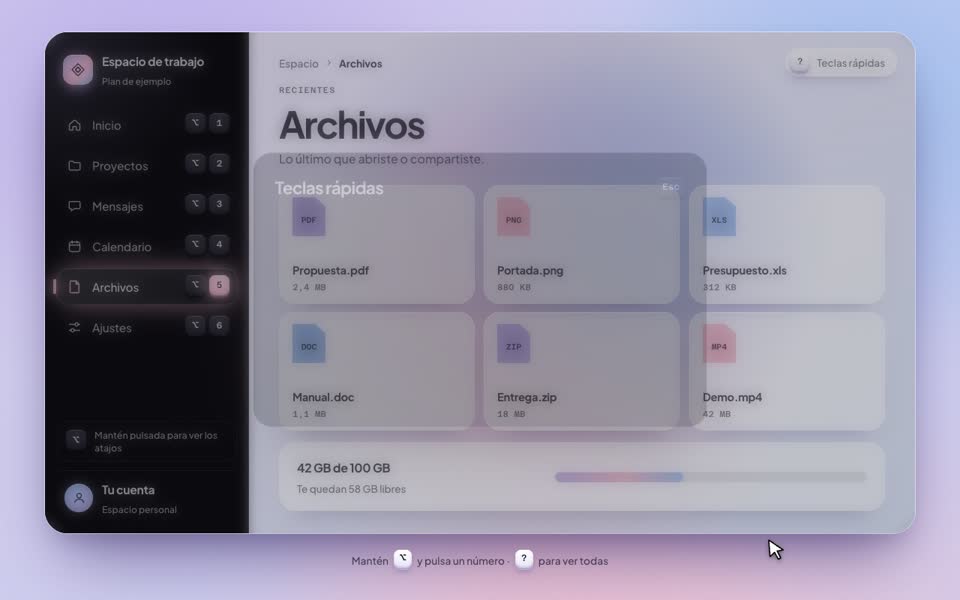 Espacio de trabajo
Plan de ejemplo
Inicio ⌥ 1
Proyectos ⌥ 2
Mensajes ⌥ 3
Calendario ⌥ 4
Archivos ⌥ 5
Ajustes ⌥ 6
⌥ Mantén pulsada para ver los
atajos
Tu cuenta
Espacio personal
Espacio › Archivos
? Teclas rápidas
RECIENTES
Archivos
Lo último que abriste o compartiste.
Teclas rápidas Esc
PDF
Propuesta.pdf
2,4 MB
PNG
Portada.png
880 KB
XLS
Presupuesto.xls
312 KB
DOC
Manual.doc
1,1 MB
ZIP
Entrega.zip
18 MB
MP4
Demo.mp4
42 MB
42 GB de 100 GB
Te quedan 58 GB libres
Mantén ⌥ y pulsa un número · ? para ver todas